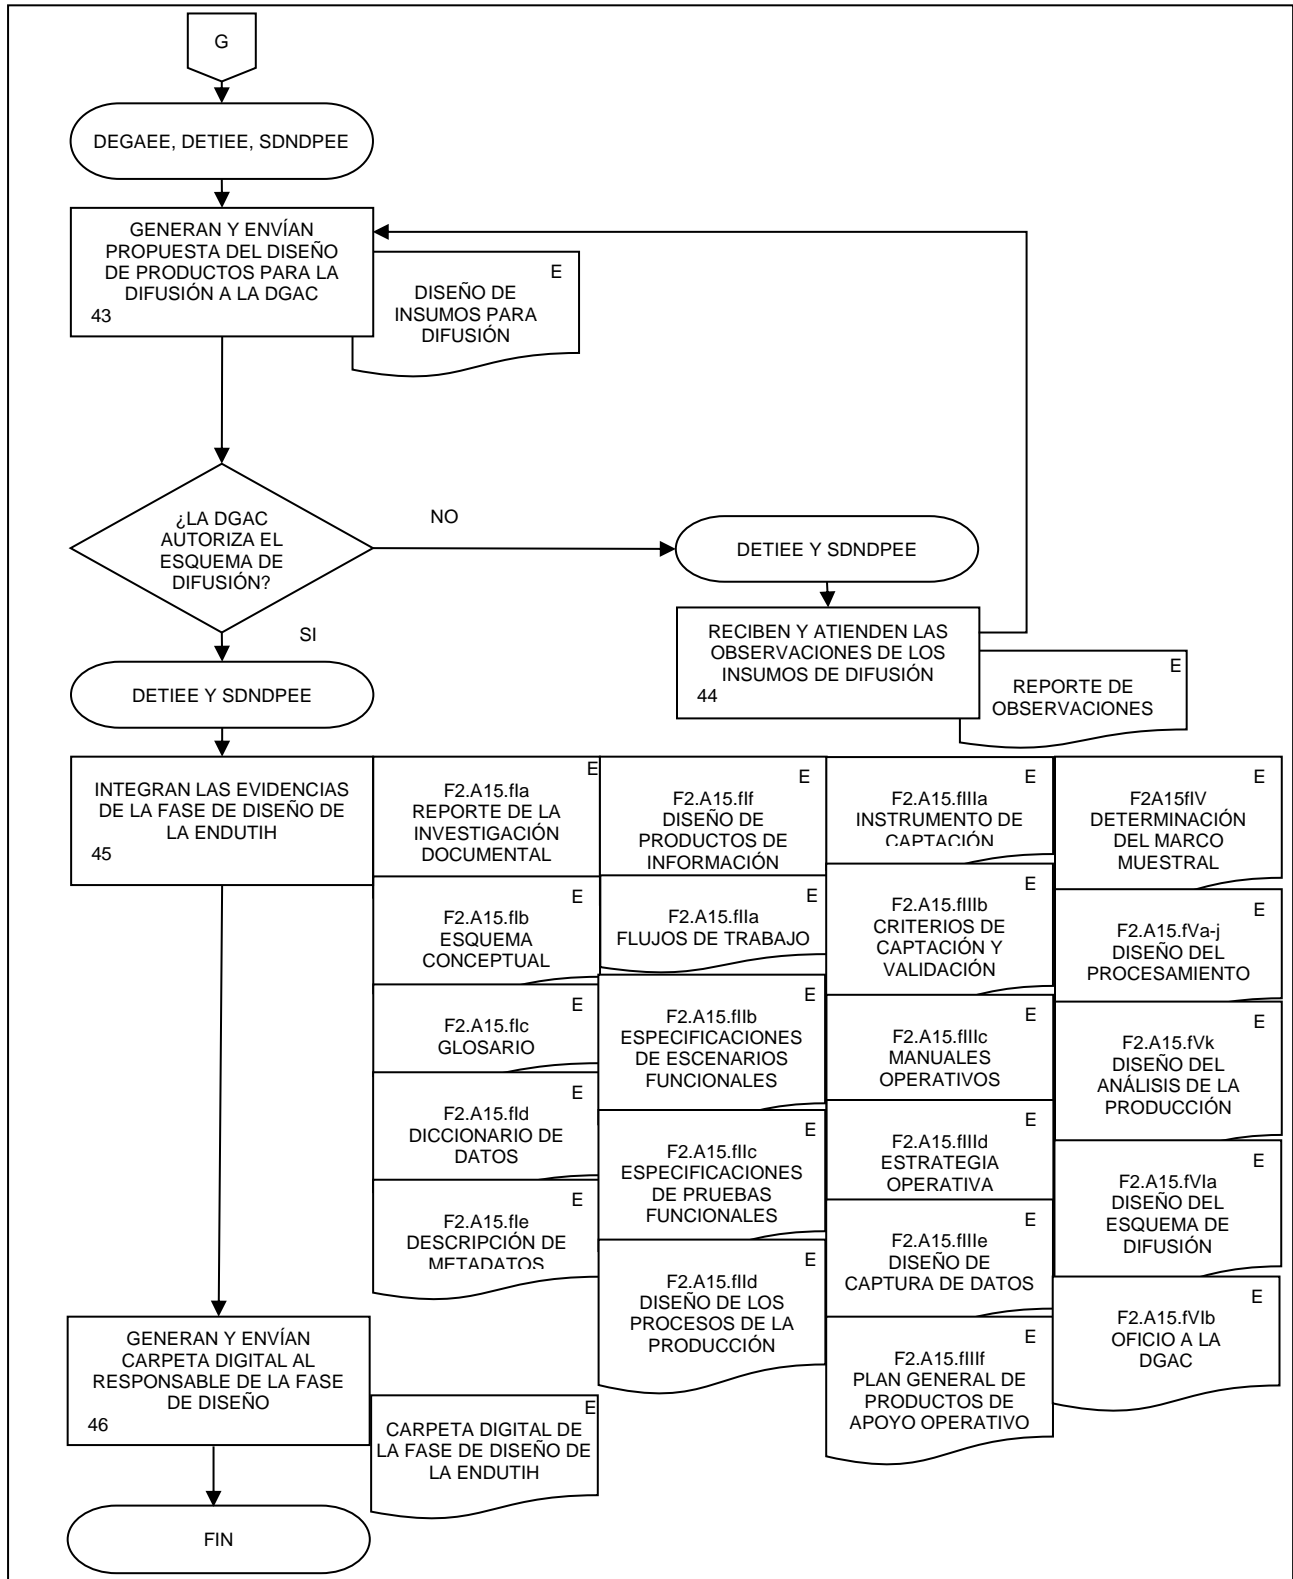 G
DEGAEE, DETIEE, SDNDPEE
GENERAN Y ENVÍAN
PROPUESTA DEL DISEÑO
DE PRODUCTOS PARA LA
DIFUSIÓN A LA DGAC
43
E
DISEÑO DE
INSUMOS PARA
DIFUSIÓN
¿LA DGAC
AUTORIZA EL
ESQUEMA DE
DIFUSIÓN?
NO
SI
DETIEE Y SDNDPEE
RECIBEN Y ATIENDEN LAS
OBSERVACIONES DE LOS
INSUMOS DE DIFUSIÓN
44
E
REPORTE DE
OBSERVACIONES
DETIEE Y SDNDPEE
INTEGRAN LAS EVIDENCIAS
DE LA FASE DE DISEÑO DE
LA ENDUTIH
45
E
F2.A15.fIa
REPORTE DE LA
INVESTIGACIÓN
DOCUMENTAL
E
F2.A15.fIb
ESQUEMA
CONCEPTUAL
E
F2.A15.fIc
GLOSARIO
E
F2.A15.fId
DICCIONARIO DE
DATOS
E
F2.A15.fIe
DESCRIPCIÓN DE
METADATOS
E
F2.A15.fIf
DISEÑO DE
PRODUCTOS DE
INFORMACIÓN
E
F2.A15.fIIa
FLUJOS DE TRABAJO
E
F2.A15.fIIb
ESPECIFICACIONES
DE ESCENARIOS
FUNCIONALES
E
F2.A15.fIIc
ESPECIFICACIONES
DE PRUEBAS
FUNCIONALES
E
F2.A15.fIId
DISEÑO DE LOS
PROCESOS DE LA
PRODUCCIÓN
E
F2.A15.fIIIa
INSTRUMENTO DE
CAPTACIÓN
E
F2.A15.fIIIb
CRITERIOS DE
CAPTACIÓN Y
VALIDACIÓN
E
F2.A15.fIIIc
MANUALES
OPERATIVOS
E
F2.A15.fIIId
ESTRATEGIA
OPERATIVA
E
F2.A15.fIIIe
DISEÑO DE
CAPTURA DE DATOS
E
F2.A15.fIIIf
PLAN GENERAL DE
PRODUCTOS DE
APOYO OPERATIVO
E
F2A15fIV
DETERMINACIÓN
DEL MARCO
MUESTRAL
E
F2.A15.fVa-j
DISEÑO DEL
PROCESAMIENTO
E
F2.A15.fVk
DISEÑO DEL
ANÁLISIS DE LA
PRODUCCIÓN
E
F2.A15.fVIa
DISEÑO DEL
ESQUEMA DE
DIFUSIÓN
E
F2.A15.fVIb
OFICIO A LA
DGAC
GENERAN Y ENVÍAN
CARPETA DIGITAL AL
RESPONSABLE DE LA FASE
DE DISEÑO
46
E
CARPETA DIGITAL DE
LA FASE DE DISEÑO DE
LA ENDUTIH
FIN